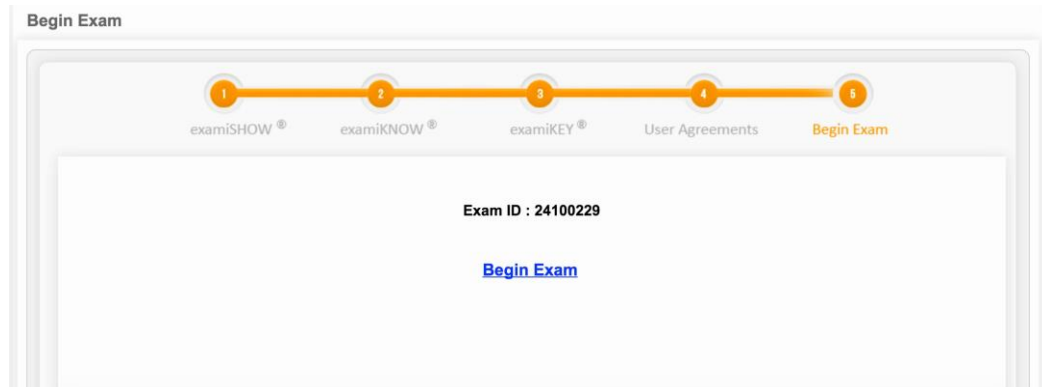 Begin Exam
1 2 3 4 5
examiSHOW ® examiKNOW ® examiKEY ® User Agreements Begin Exam
Exam ID : 24100229
Begin Exam